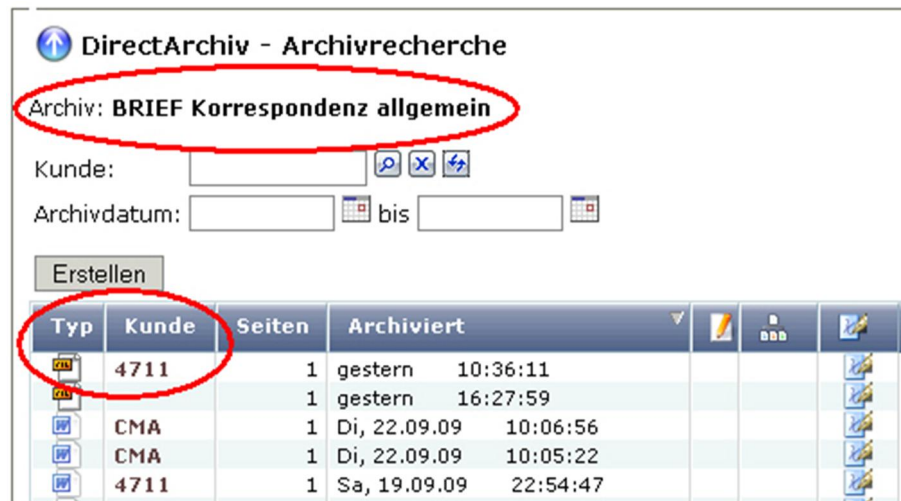 DirectArchiv - Archivrecherche
Archiv: BRIEF Korrespondenz allgemein
Kunde:
Archivdatum: bis
Erstellen
Typ Kunde Seiten Archiviert
4711 1 gestern 10:36:11
1 gestern 16:27:59
CMA 1 Di, 22.09.09 10:06:56
CMA 1 Di, 22.09.09 10:05:22
4711 1 Sa, 19.09.09 22:54:47